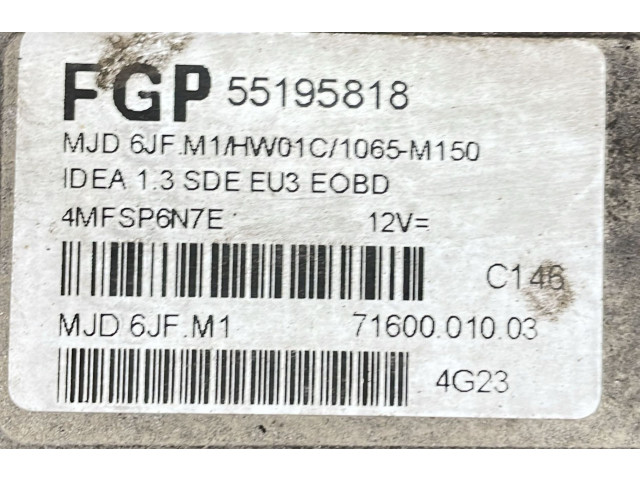 FGP 55195818
MJD 6JF.M1/HW01C/1065-M150
IDEA 1.3 SDE EU3 EOBD
4MFSP6N7E 12V=
C146
MJD 6JF.M1 71600.010.03
4G23